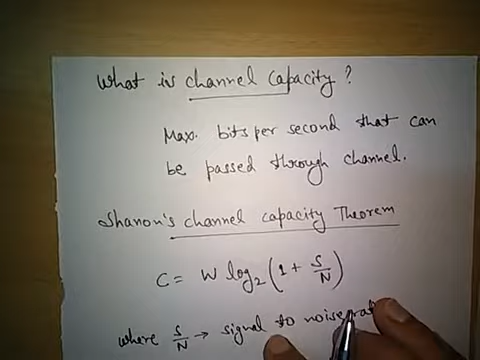 What is channel capacity?
Max. bits per second that can
be passed through channel.
Shanon's channel capacity Theorem
C = W log₂ (1 + S/N)
where S/N → signal to noise